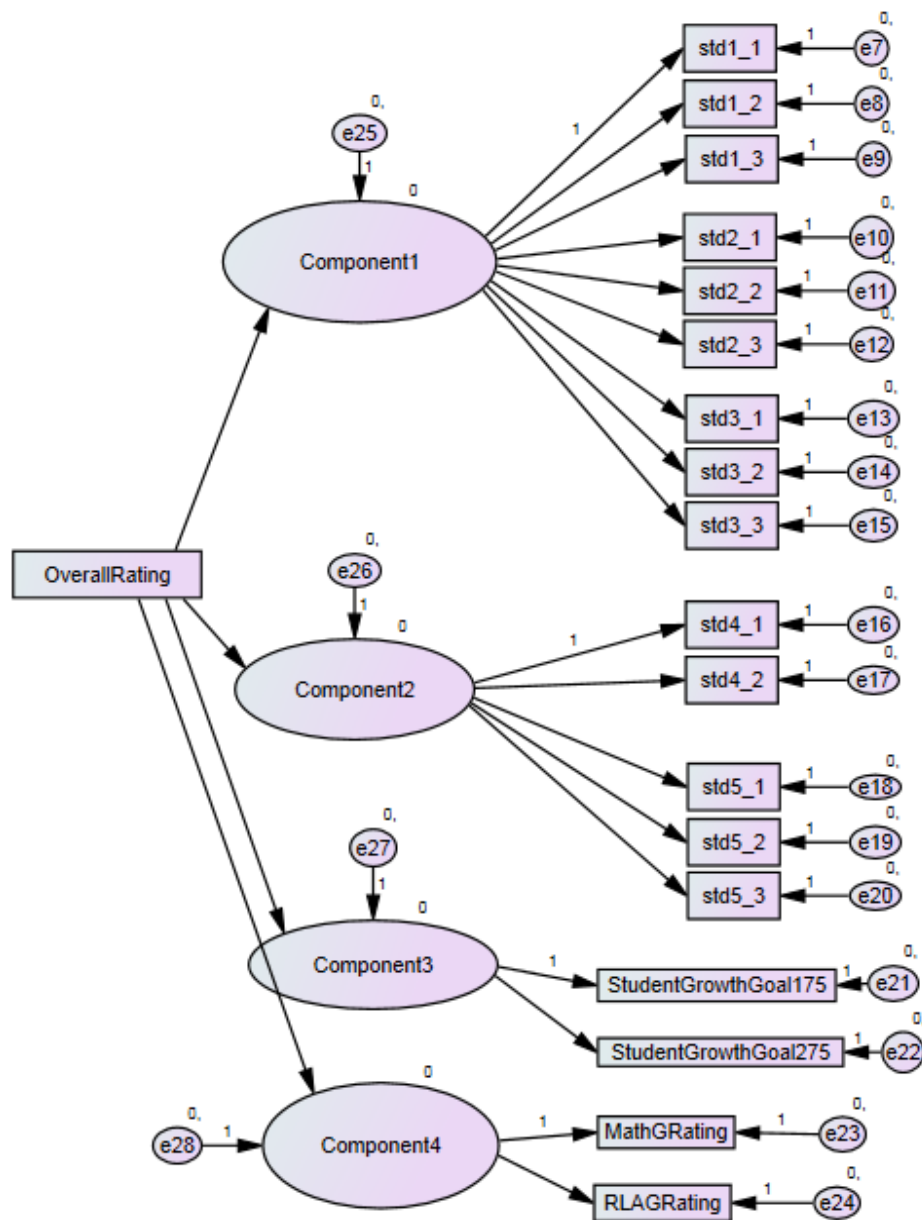 0,
std1_1
1
e7
0,
std1_2
1
e8
0,
e25
1
1
0,
std1_3
1
e9
0
Component1
0,
std2_1
1
e10
0,
std2_2
1
e11
0,
std2_3
1
e12
0,
std3_1
1
e13
0,
std3_2
1
e14
0,
std3_3
1
e15
OverallRating
0,
e26
1
0
Component2
1
0,
std4_1
1
e16
0,
std4_2
1
e17
0,
std5_1
1
e18
0,
std5_2
1
e19
0,
std5_3
1
e20
0,
e27
1
0
Component3
1
0,
StudentGrowthGoal175
1
e21
0,
StudentGrowthGoal275
1
e22
0,
e28
1
0
Component4
1
0,
MathGRating
1
e23
0,
RLAGRating
1
e24